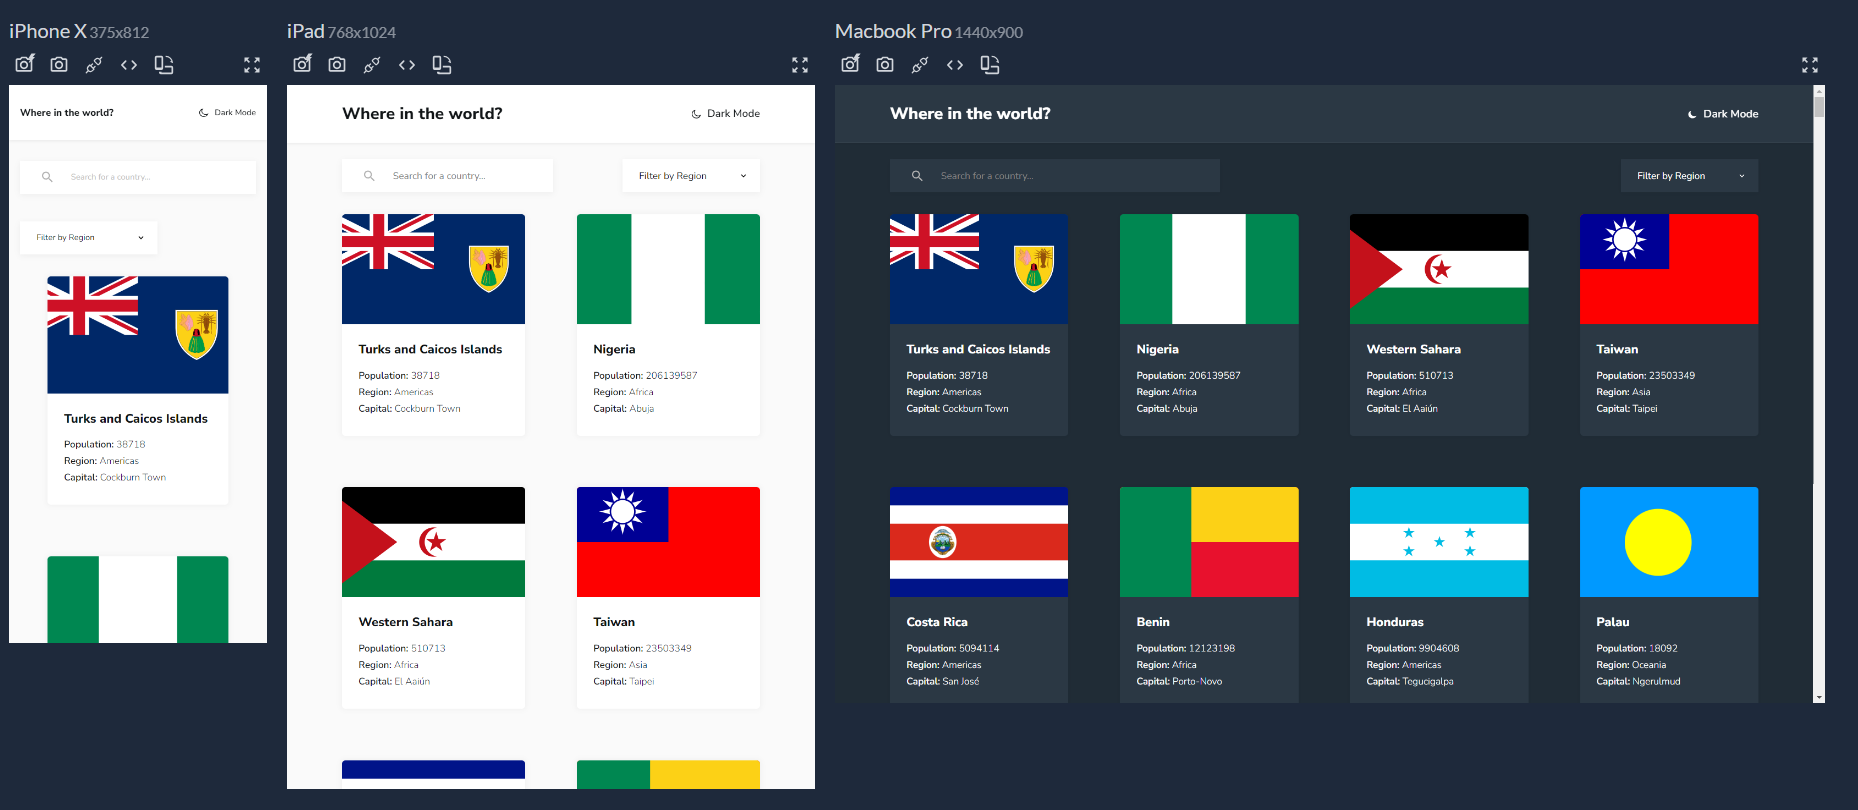 iPhone X 375x812
Where in the world?
Dark Mode
Search for a country...
Filter by Region
Turks and Caicos Islands
Population: 38718
Region: Americas
Capital: Cockburn Town
iPad 768x1024
Where in the world?
Dark Mode
Search for a country...
Filter by Region
Turks and Caicos Islands
Population: 38718
Region: Americas
Capital: Cockburn Town
Nigeria
Population: 206139587
Region: Africa
Capital: Abuja
Western Sahara
Population: 510713
Region: Africa
Capital: El Aaiún
Taiwan
Population: 23503349
Region: Asia
Capital: Taipei
Macbook Pro 1440x900
Where in the world?
Dark Mode
Search for a country...
Filter by Region
Turks and Caicos Islands
Population: 38718
Region: Americas
Capital: Cockburn Town
Nigeria
Population: 206139587
Region: Africa
Capital: Abuja
Western Sahara
Population: 510713
Region: Africa
Capital: El Aaiún
Taiwan
Population: 23503349
Region: Asia
Capital: Taipei
Costa Rica
Population: 5094114
Region: Americas
Capital: San José
Benin
Population: 12123198
Region: Africa
Capital: Porto-Novo
Honduras
Population: 9904608
Region: Americas
Capital: Tegucigalpa
Palau
Population: 18092
Region: Oceania
Capital: Ngerulmud